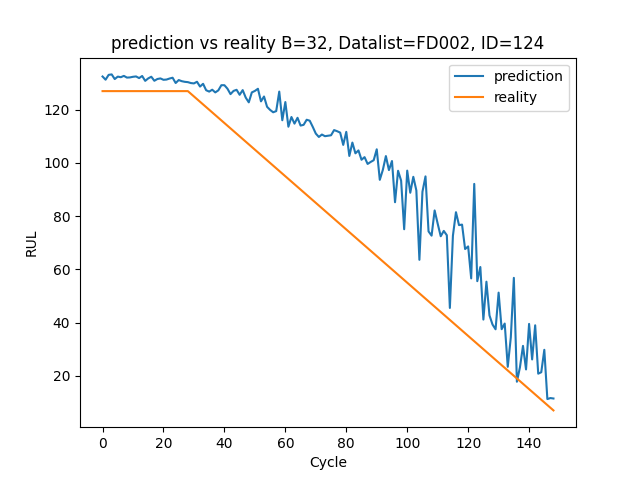 prediction vs reality B=32, Datalist=FD002, ID=124
prediction
reality
RUL
120
100
80
60
40
20
0 20 40 60 80 100 120 140
Cycle